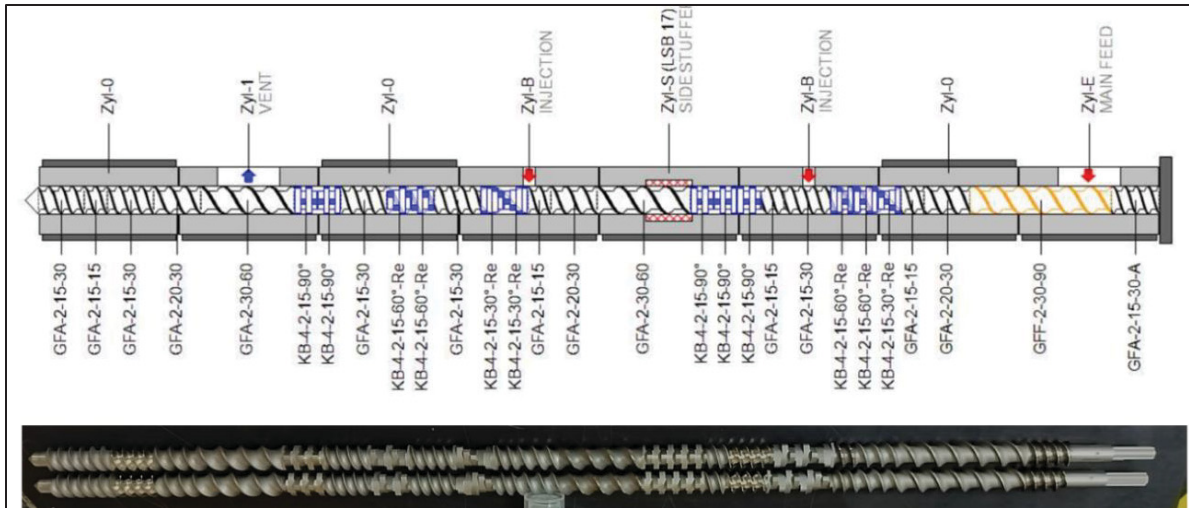 Zyl-0
Zyl-1
VENT
Zyl-0
Zyl-B
INJECTION
Zyl-S (LSB 17)
SIDESTUFFER
Zyl-B
INJECTION
Zyl-0
Zyl-E
MAIN FEED
GFA-2-15-30
GFA-2-15-15
GFA-2-15-30
GFA-2-20-30
GFA-2-30-60
KB-4-2-15-90°
KB-4-2-15-90°
GFA-2-15-30
KB-4-2-15-60°-Re
KB-4-2-15-60°-Re
GFA-2-15-30
KB-4-2-15-30°-Re
KB-4-2-15-30°-Re
GFA-2-15-15
GFA-2-20-30
GFA-2-30-60
KB-4-2-15-90°
KB-4-2-15-90°
KB-4-2-15-90°
GFA-2-15-15
GFA-2-15-30
KB-4-2-15-60°-Re
KB-4-2-15-60°-Re
KB-4-2-15-30°-Re
GFA-2-15-15
GFA-2-20-30
GFF-2-30-90
GFA-2-15-30-A